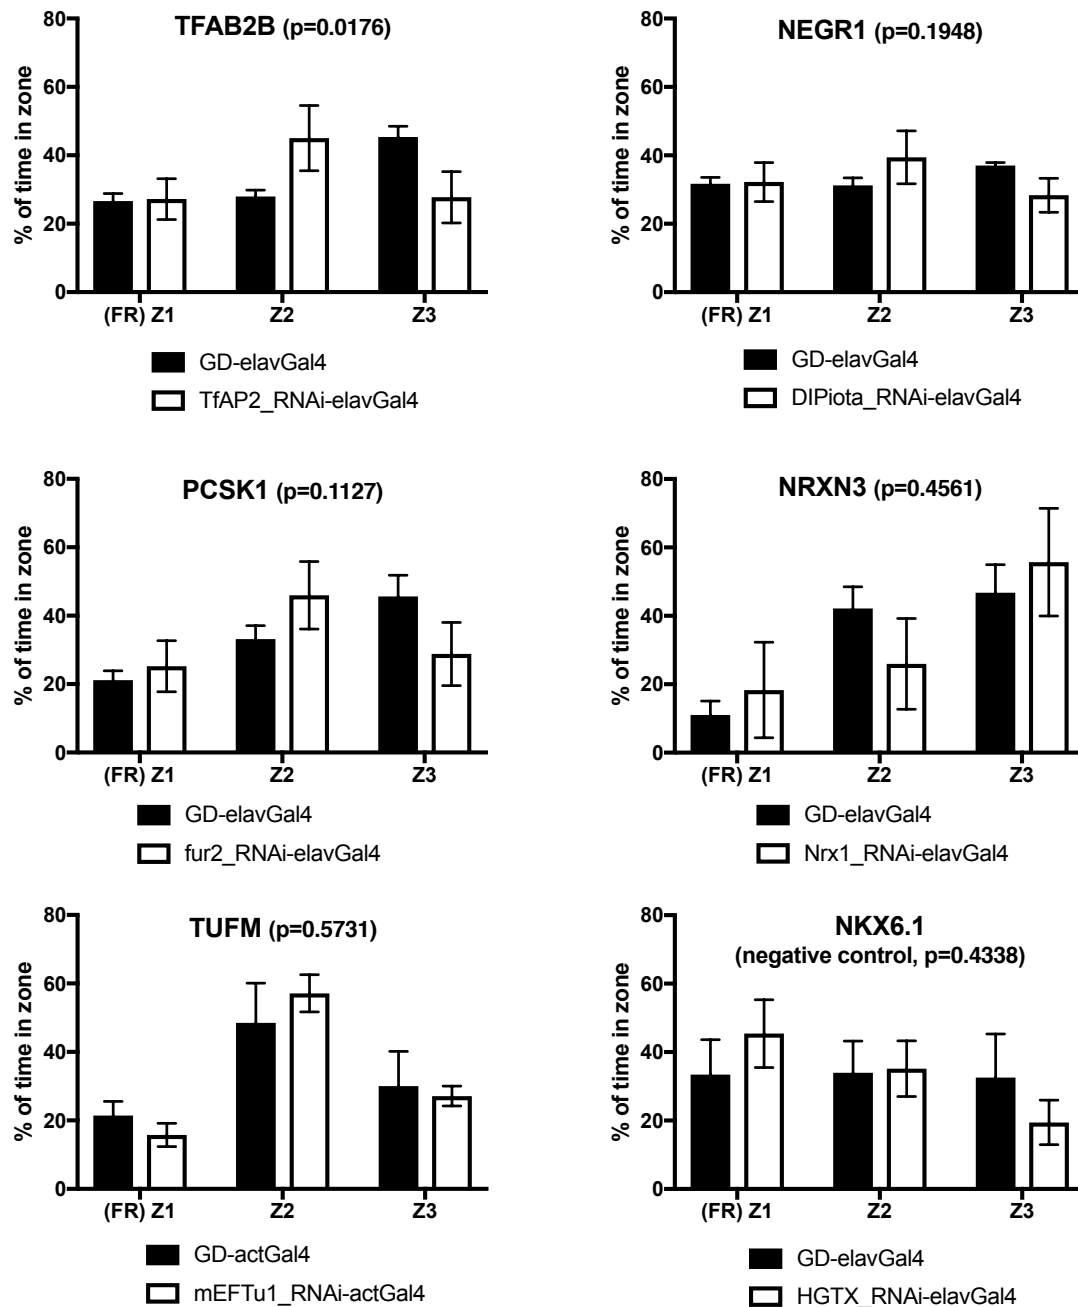 TFAB2B (p=0.0176)
% of time in zone
80
60
40
20
0
(FR) Z1 Z2 Z3
GD-elavGal4
TfAP2_RNAi-elavGal4
NEGR1 (p=0.1948)
% of time in zone
80
60
40
20
0
(FR) Z1 Z2 Z3
GD-elavGal4
DIPiota_RNAi-elavGal4
PCSK1 (p=0.1127)
% of time in zone
80
60
40
20
0
(FR) Z1 Z2 Z3
GD-elavGal4
fur2_RNAi-elavGal4
NRXN3 (p=0.4561)
% of time in zone
80
60
40
20
0
(FR) Z1 Z2 Z3
GD-elavGal4
Nrx1_RNAi-elavGal4
TUFM (p=0.5731)
% of time in zone
80
60
40
20
0
(FR) Z1 Z2 Z3
GD-actGal4
mEFTu1_RNAi-actGal4
NKX6.1
(negative control, p=0.4338)
% of time in zone
80
60
40
20
0
(FR) Z1 Z2 Z3
GD-elavGal4
HGTX_RNAi-elavGal4